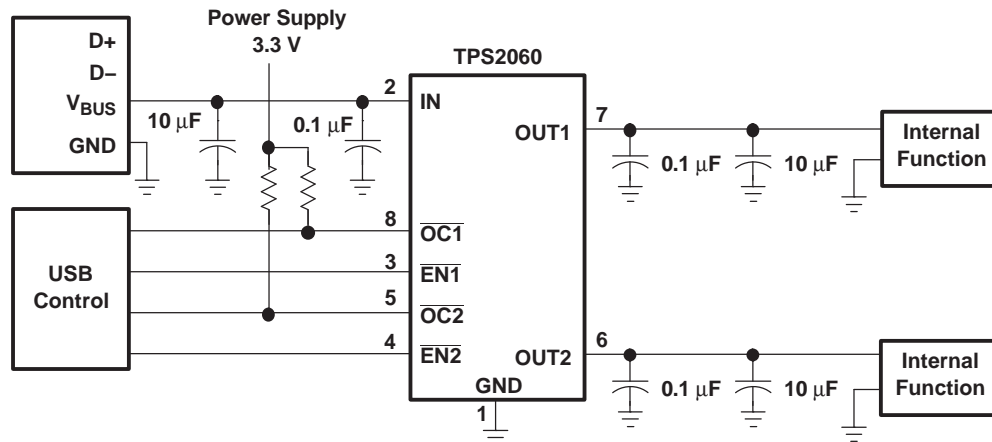 Power Supply
3.3 V
TPS2060
D+
D−
V_BUS
GND
10 µF
0.1 µF
2
IN
7
OUT1
0.1 µF
10 µF
Internal
Function
USB
Control
8
OC1
3
EN1
5
OC2
4
EN2
6
OUT2
GND
1
0.1 µF
10 µF
Internal
Function